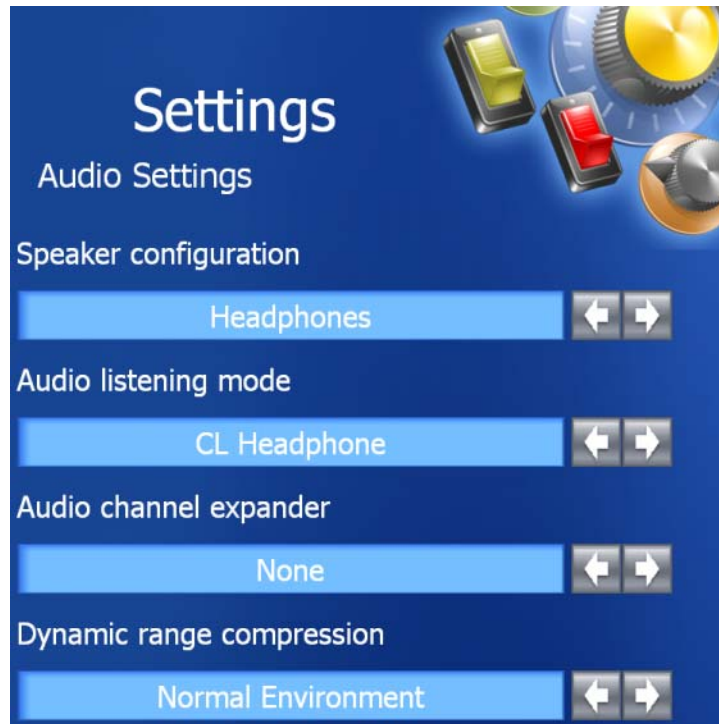 Settings
Audio Settings
Speaker configuration
Headphones
Audio listening mode
CL Headphone
Audio channel expander
None
Dynamic range compression
Normal Environment